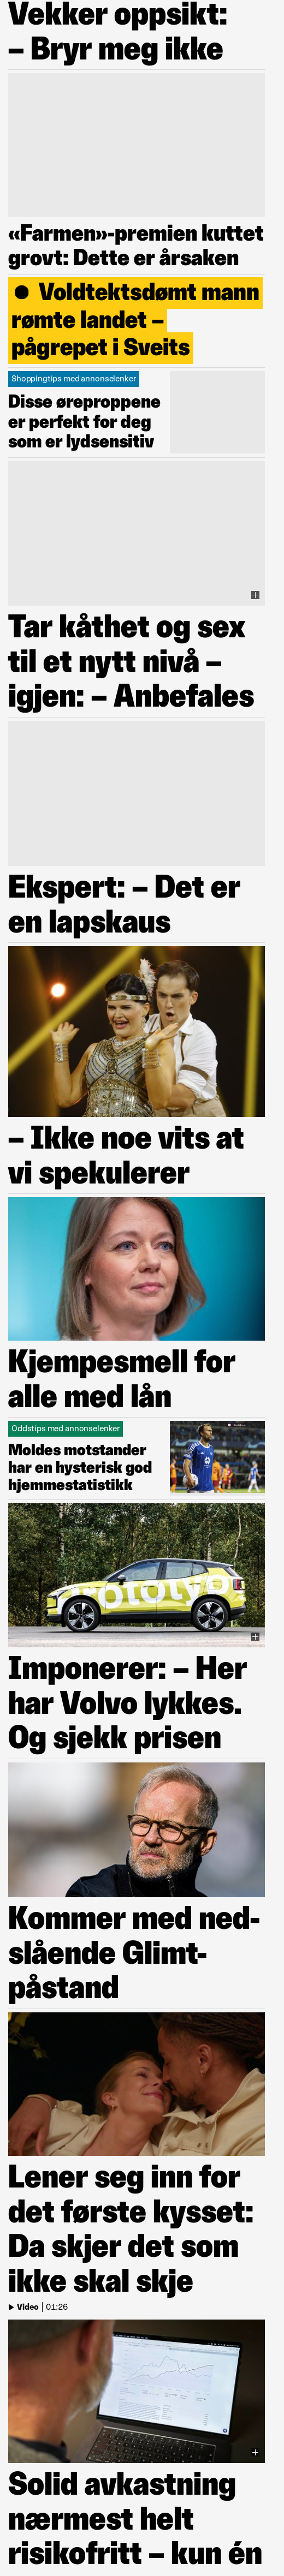 Vekker oppsikt:
– Bryr meg ikke
«Farmen»-premien kuttet
grovt: Dette er årsaken
Voldtektsdømt mann
rømte landet –
pågrepet i Sveits
Shoppingtips med annonselenker
Disse øreproppene
er perfekt for deg
som er lydsensitiv
Tar kåthet og sex
til et nytt nivå –
igjen: – Anbefales
Ekspert: – Det er
en lapskaus
– Ikke noe vits at
vi spekulerer
Kjempesmell for
alle med lån
Oddstips med annonselenker
Moldes motstander
har en hysterisk god
hjemmestatistikk
rototyp
Imponerer: – Her
har Volvo lykkes.
Og sjekk prisen
Kommer med ned-
slående Glimt-
påstand
Lener seg inn for
det første kysset:
Da skjer det som
ikke skal skje
Video | 01:26
Solid avkastning
nærmest helt
risikofritt – kun én